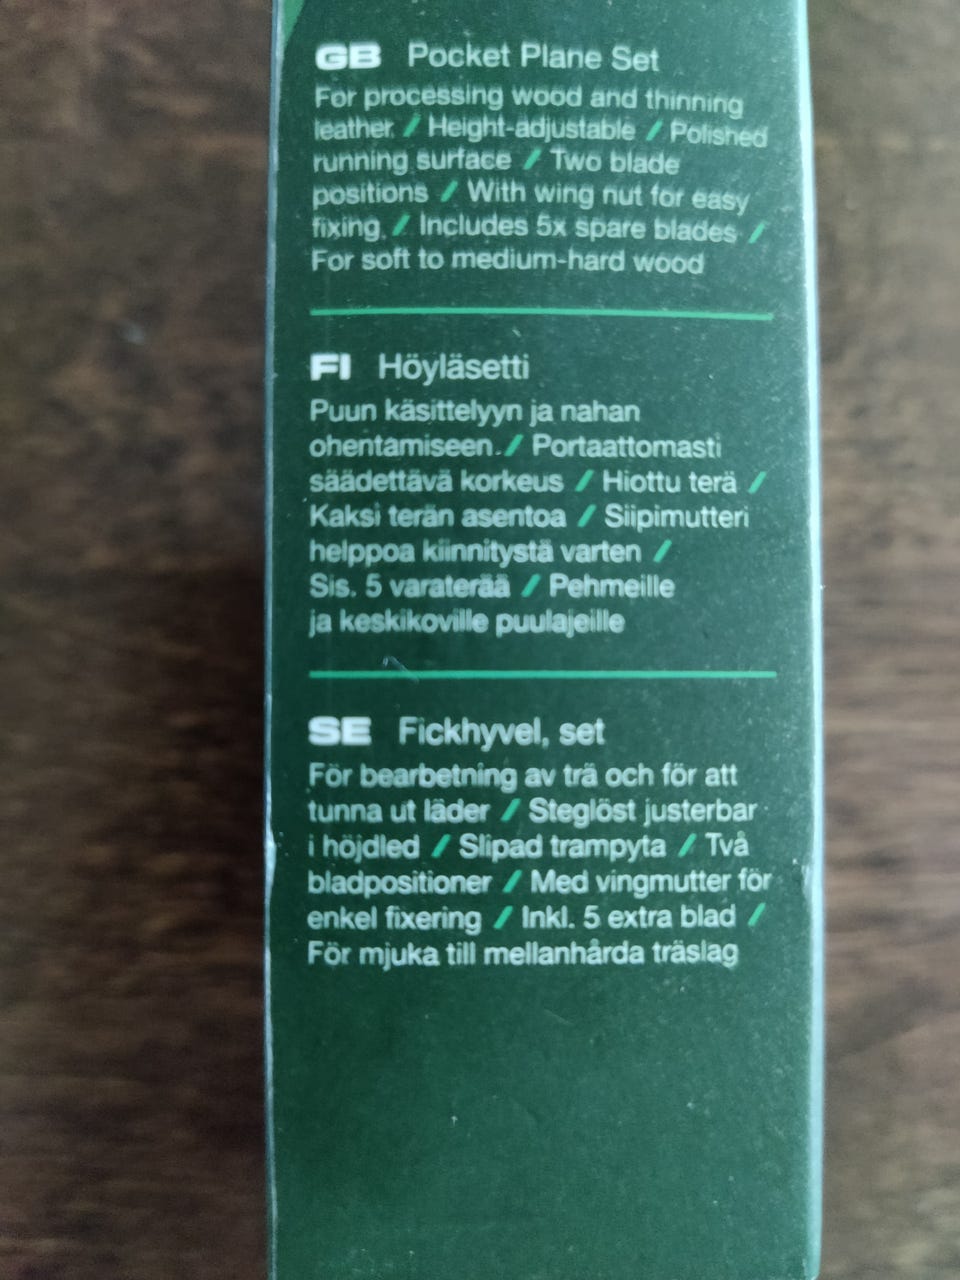 GB Pocket Plane Set
For processing wood and thinning
leather. / Height-adjustable / Polished
running surface / Two blade
positions / With wing nut for easy
fixing. / Includes 5x spare blades /
For soft to medium-hard wood
FI Höyläsetti
Puun käsittelyyn ja nahan
ohentamiseen. / Portaattomasti
säädettävä korkeus / Hiottu terä /
Kaksi terän asentoa / Siipimutteri
helppoa kiinnitystä varten /
Sis. 5 varaterää / Pehmeille
ja keskikoville puulajeille
SE Fickhyvel, set
För bearbetning av trä och för att
tunna ut läder / Steglöst justerbar
i höjdled / Slipad trampyta / Två
bladpositioner / Med vingmutter för
enkel fixering / Inkl. 5 extra blad /
För mjuka till mellanhårda träslag